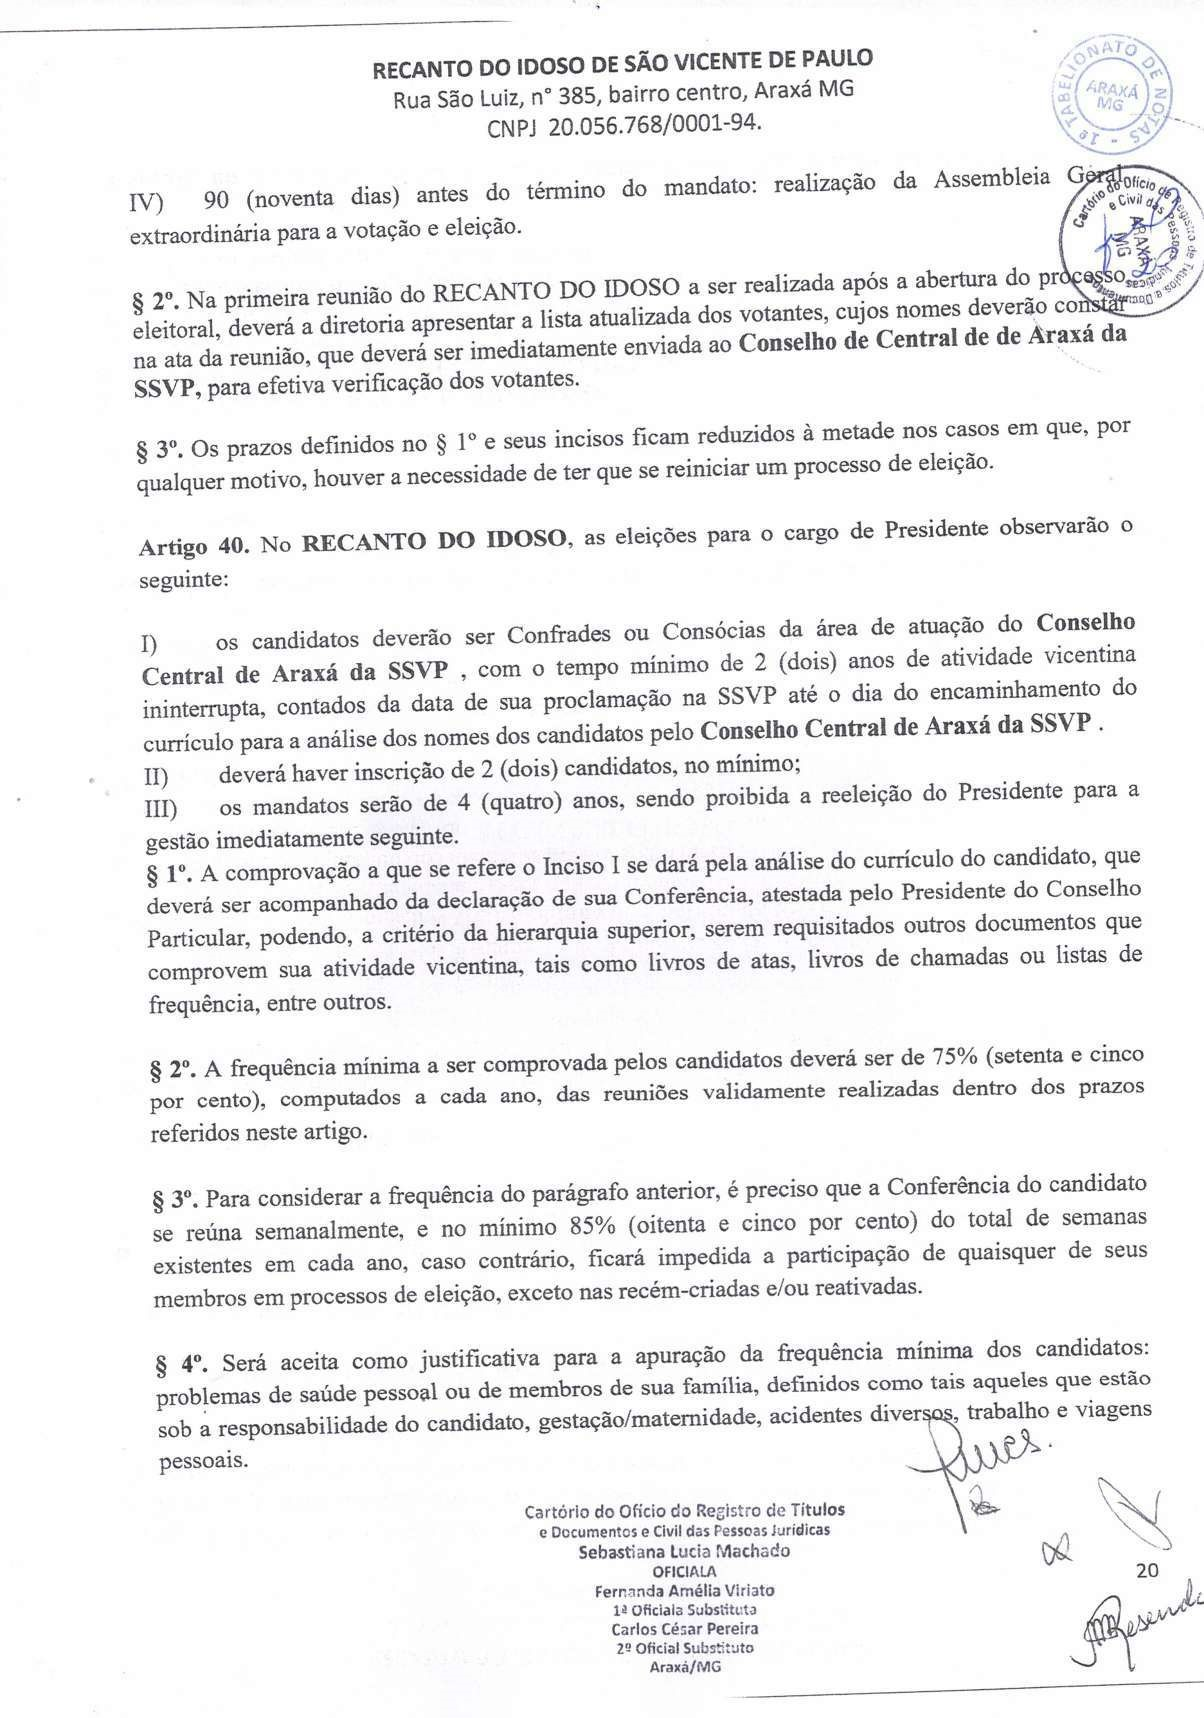 RECANTO DO IDOSO DE SÃO VICENTE DE PAULO
Rua São Luiz, n° 385, bairro centro, Araxá MG
CNPJ 20.056.768/0001-94.
1º TABELIONATO DE NOTAS -
ARAXÁ
MG
IV) 90 (noventa dias) antes do término do mandato: realização da Assembleia Geral
extraordinária para a votação e eleição.
Cartório do Ofício de Registro de Títulos e Documentos
e Civil das Pessoas Jurídicas
ARAXÁ
MG
§ 2º. Na primeira reunião do RECANTO DO IDOSO a ser realizada após a abertura do processo
eleitoral, deverá a diretoria apresentar a lista atualizada dos votantes, cujos nomes deverão constar
na ata da reunião, que deverá ser imediatamente enviada ao Conselho de Central de de Araxá da
SSVP, para efetiva verificação dos votantes.
§ 3º. Os prazos definidos no § 1º e seus incisos ficam reduzidos à metade nos casos em que, por
qualquer motivo, houver a necessidade de ter que se reiniciar um processo de eleição.
Artigo 40. No RECANTO DO IDOSO, as eleições para o cargo de Presidente observarão o
seguinte:
I) os candidatos deverão ser Confrades ou Consócias da área de atuação do Conselho
Central de Araxá da SSVP , com o tempo mínimo de 2 (dois) anos de atividade vicentina
ininterrupta, contados da data de sua proclamação na SSVP até o dia do encaminhamento do
currículo para a análise dos nomes dos candidatos pelo Conselho Central de Araxá da SSVP .
II) deverá haver inscrição de 2 (dois) candidatos, no mínimo;
III) os mandatos serão de 4 (quatro) anos, sendo proibida a reeleição do Presidente para a
gestão imediatamente seguinte.
§ 1º. A comprovação a que se refere o Inciso I se dará pela análise do currículo do candidato, que
deverá ser acompanhado da declaração de sua Conferência, atestada pelo Presidente do Conselho
Particular, podendo, a critério da hierarquia superior, serem requisitados outros documentos que
comprovem sua atividade vicentina, tais como livros de atas, livros de chamadas ou listas de
frequência, entre outros.
§ 2º. A frequência mínima a ser comprovada pelos candidatos deverá ser de 75% (setenta e cinco
por cento), computados a cada ano, das reuniões validamente realizadas dentro dos prazos
referidos neste artigo.
§ 3º. Para considerar a frequência do parágrafo anterior, é preciso que a Conferência do candidato
se reúna semanalmente, e no mínimo 85% (oitenta e cinco por cento) do total de semanas
existentes em cada ano, caso contrário, ficará impedida a participação de quaisquer de seus
membros em processos de eleição, exceto nas recém-criadas e/ou reativadas.
§ 4º. Será aceita como justificativa para a apuração da frequência mínima dos candidatos:
problemas de saúde pessoal ou de membros de sua família, definidos como tais aqueles que estão
sob a responsabilidade do candidato, gestação/maternidade, acidentes diversos, trabalho e viagens
pessoais.
Cartório do Ofício do Registro de Títulos
e Documentos e Civil das Pessoas Jurídicas
Sebastiana Lucia Machado
OFICIALA
Fernanda Amélia Viriato
1ª Oficiala Substituta
Carlos César Pereira
2º Oficial Substituto
Araxá/MG
20